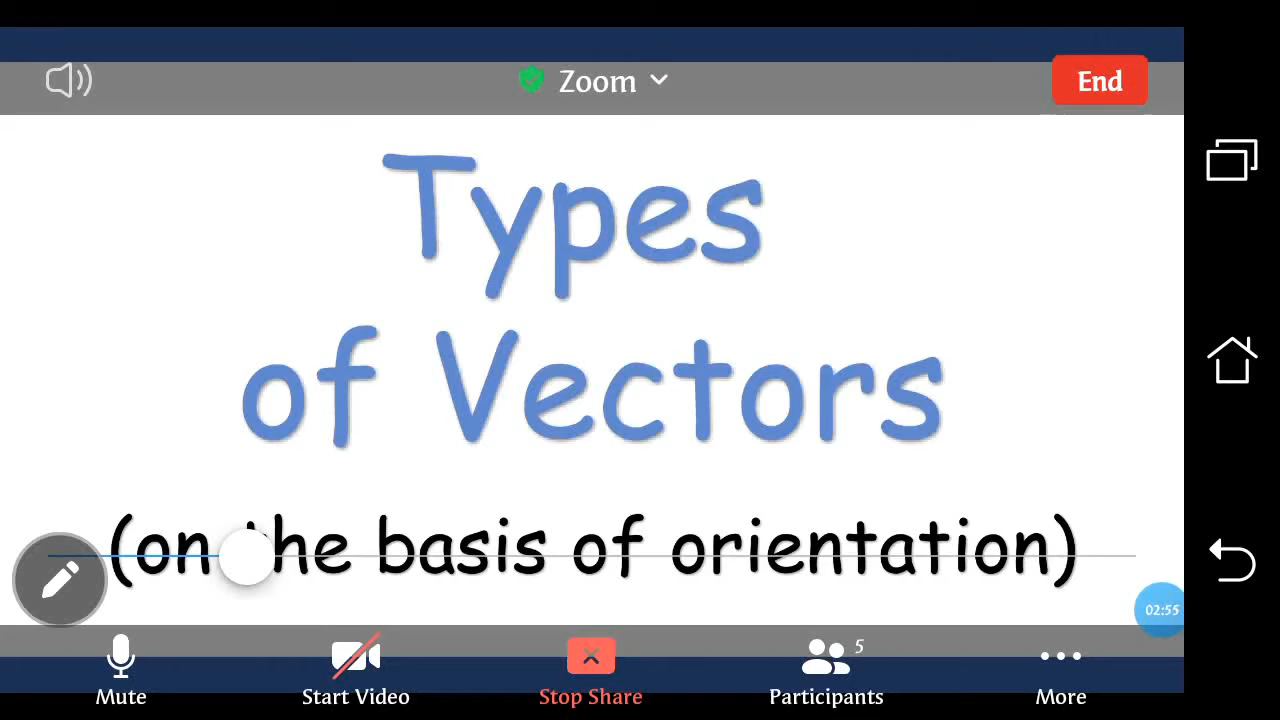 Zoom
End
Types
of Vectors
(on the basis of orientation)
02:55
5
Mute
Start Video
Stop Share
Participants
More